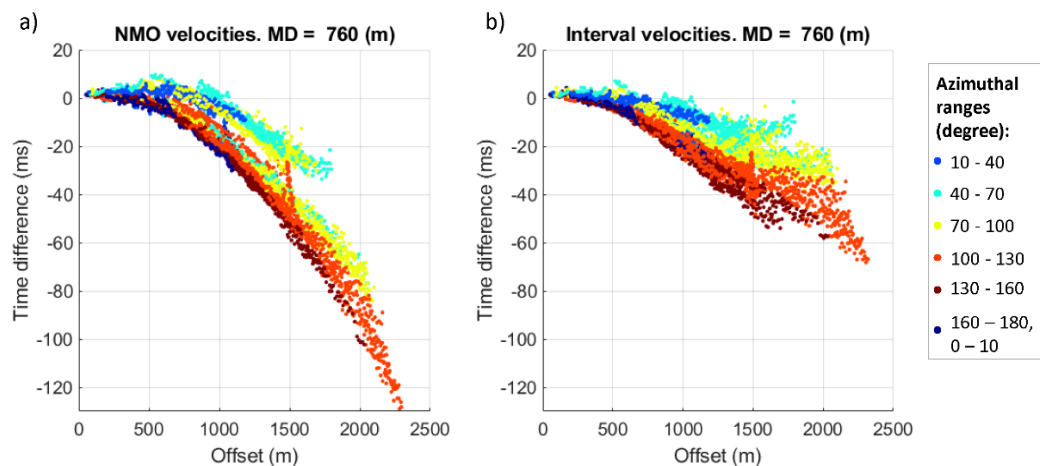 a)
NMO velocities. MD = 760 (m)
20
0
-20
-40
-60
-80
-100
-120
Time difference (ms)
0 500 1000 1500 2000 2500
Offset (m)
b)
Interval velocities. MD = 760 (m)
20
0
-20
-40
-60
-80
-100
-120
Time difference (ms)
0 500 1000 1500 2000 2500
Offset (m)
Azimuthal
ranges
(degree):
10 - 40
40 - 70
70 - 100
100 - 130
130 - 160
160 – 180,
0 – 10